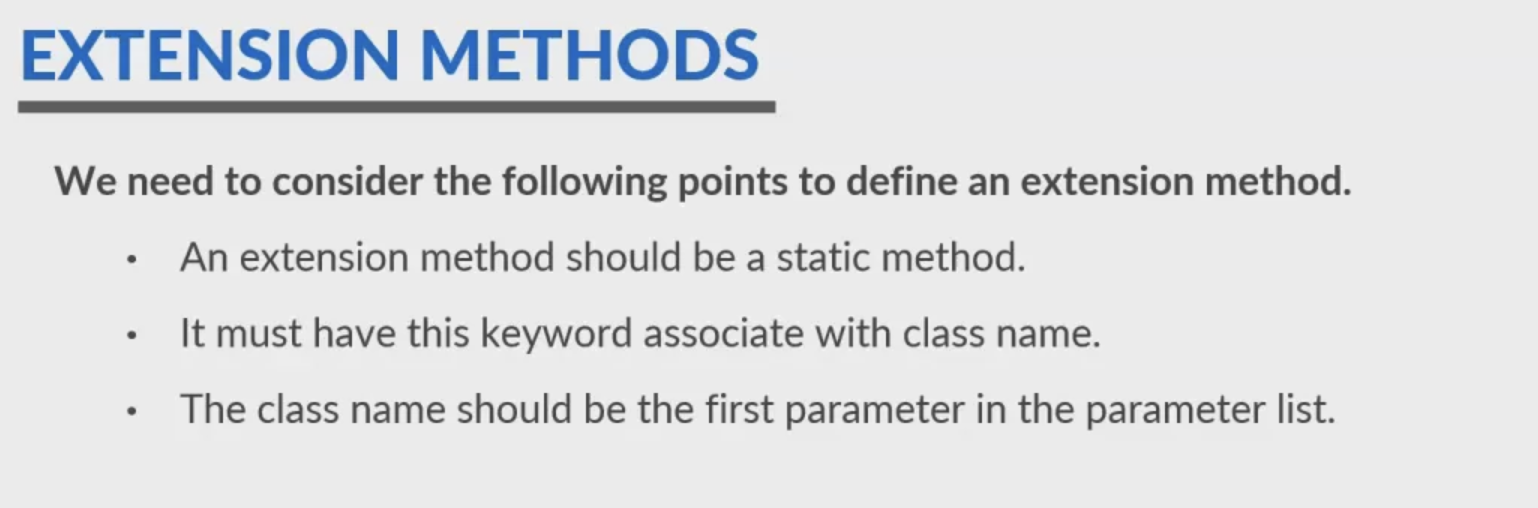 EXTENSION METHODS
We need to consider the following points to define an extension method.
• An extension method should be a static method.
• It must have this keyword associate with class name.
• The class name should be the first parameter in the parameter list.